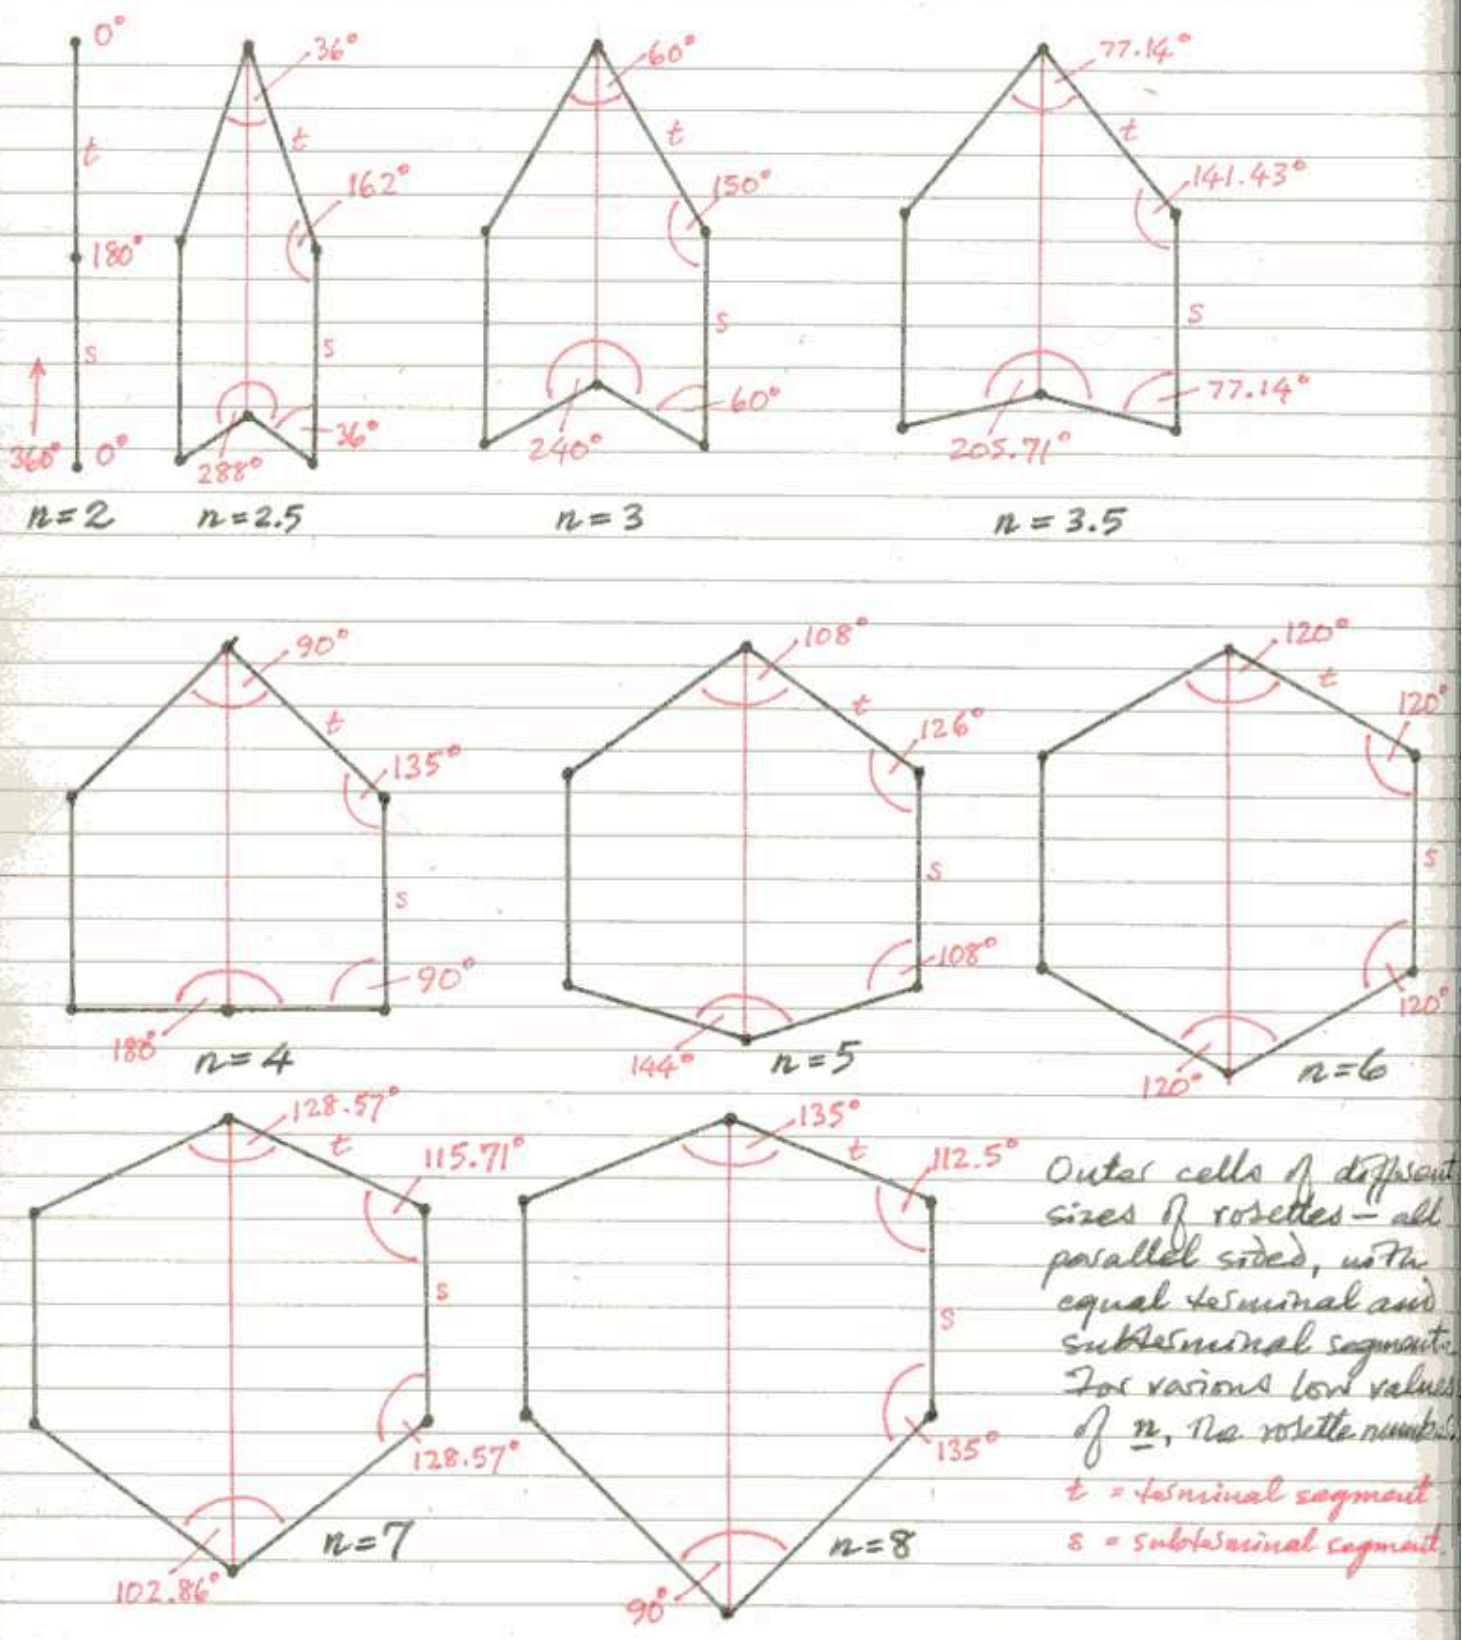 0°
36°
60°
77.14°
t
t
t
t
162°
150°
141.43°
180°
s
s
s
s
360°
0°
288°
36°
240°
60°
205.71°
77.14°
n=2
n=2.5
n=3
n=3.5
90°
108°
120°
t
t
t
135°
126°
120°
s
s
s
90°
108°
120°
180°
144°
120°
n=4
n=5
n=6
128.57°
135°
t
t
115.71°
112.5°
s
s
128.57°
135°
102.86°
90°
n=7
n=8
Outer cells of different
sizes of rosettes – all
parallel sided, with
equal terminal and
subterminal segment.
For various low values
of n, the rosette number.
t = terminal segment
s = subterminal segment.